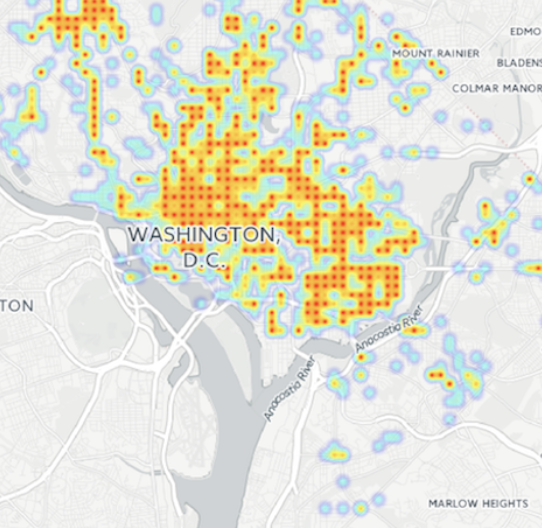 EDMO
MOUNT RAINIER
BLADENS
COLMAR MANOR
WASHINGTON,
D.C.
TON
Anacostia River
Anacostia River
MARLOW HEIGHTS